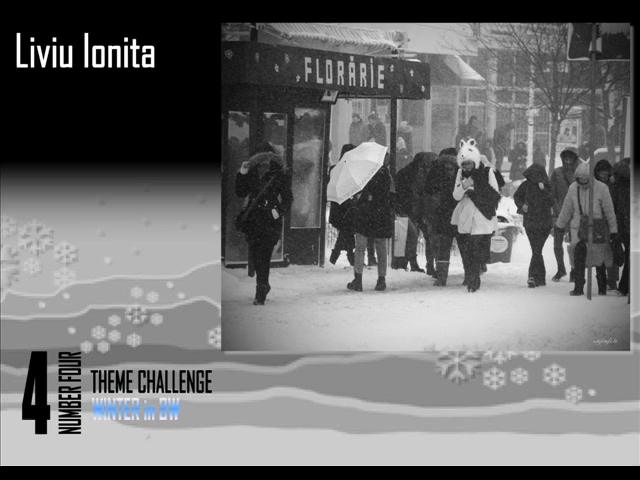 Liviu Ionita
FLORĂRIE
4
NUMBER FOUR
THEME CHALLENGE
WINTER in BW